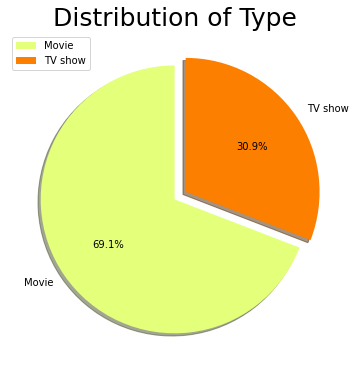 Distribution of Type
Movie
TV show
TV show
30.9%
69.1%
Movie